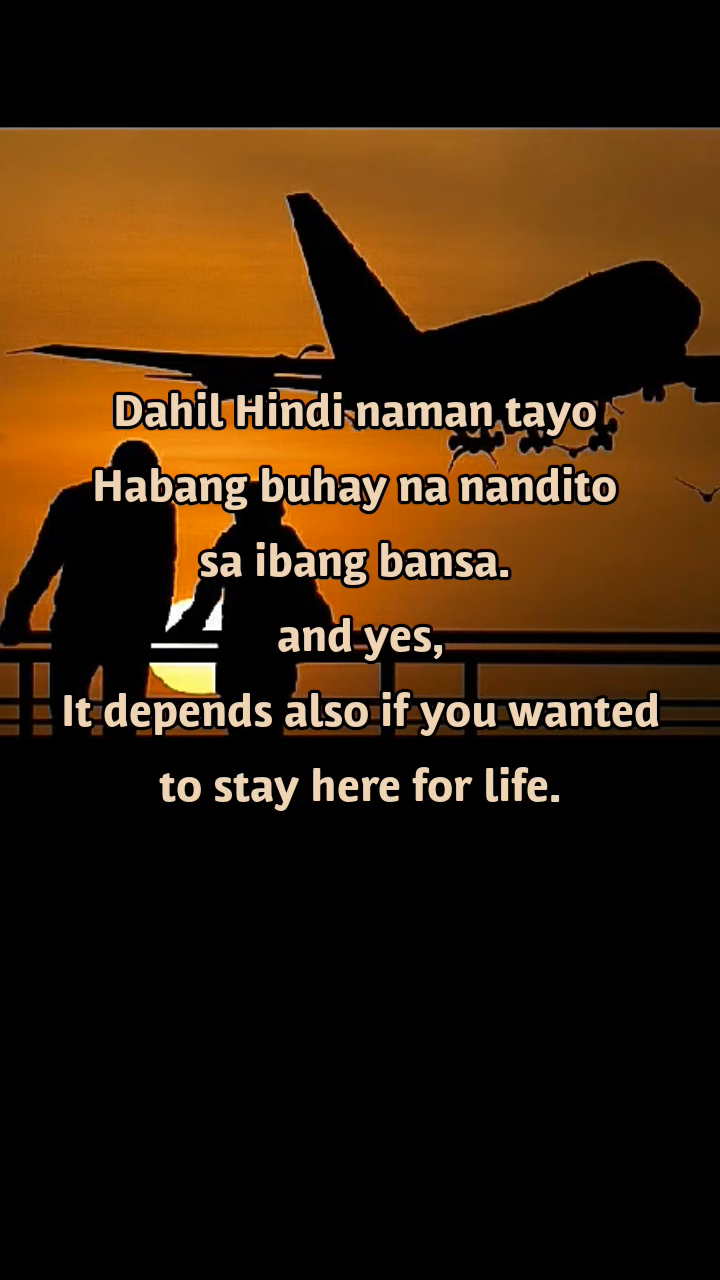 Dahil Hindi naman tayo
Habang buhay na nandito
sa ibang bansa.
and yes,
It depends also if you wanted
to stay here for life.